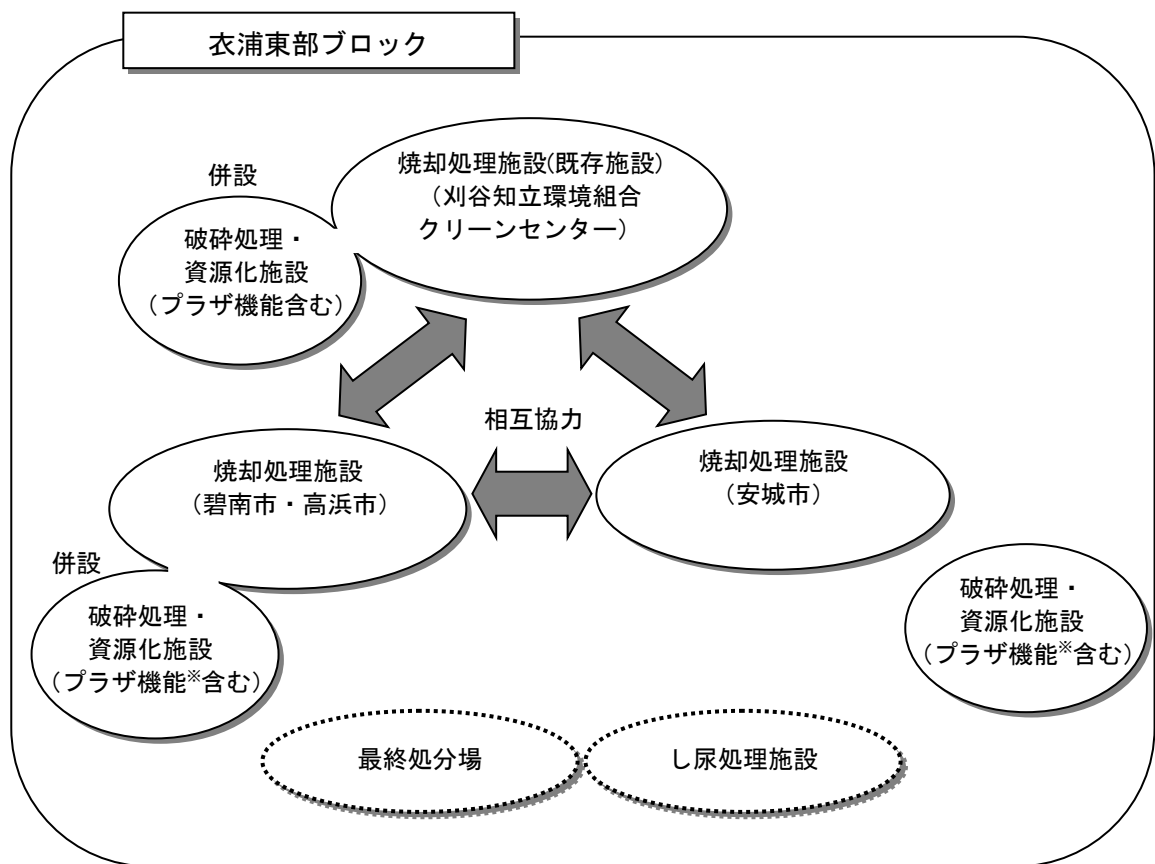 衣浦東部ブロック
併設
焼却処理施設(既存施設)
（刈谷知立環境組合
クリーンセンター）
破砕処理・
資源化施設
（プラザ機能含む）
相互協力
焼却処理施設
（碧南市・高浜市）
焼却処理施設
（安城市）
併設
破砕処理・
資源化施設
（プラザ機能※含む）
破砕処理・
資源化施設
（プラザ機能※含む）
最終処分場
し尿処理施設